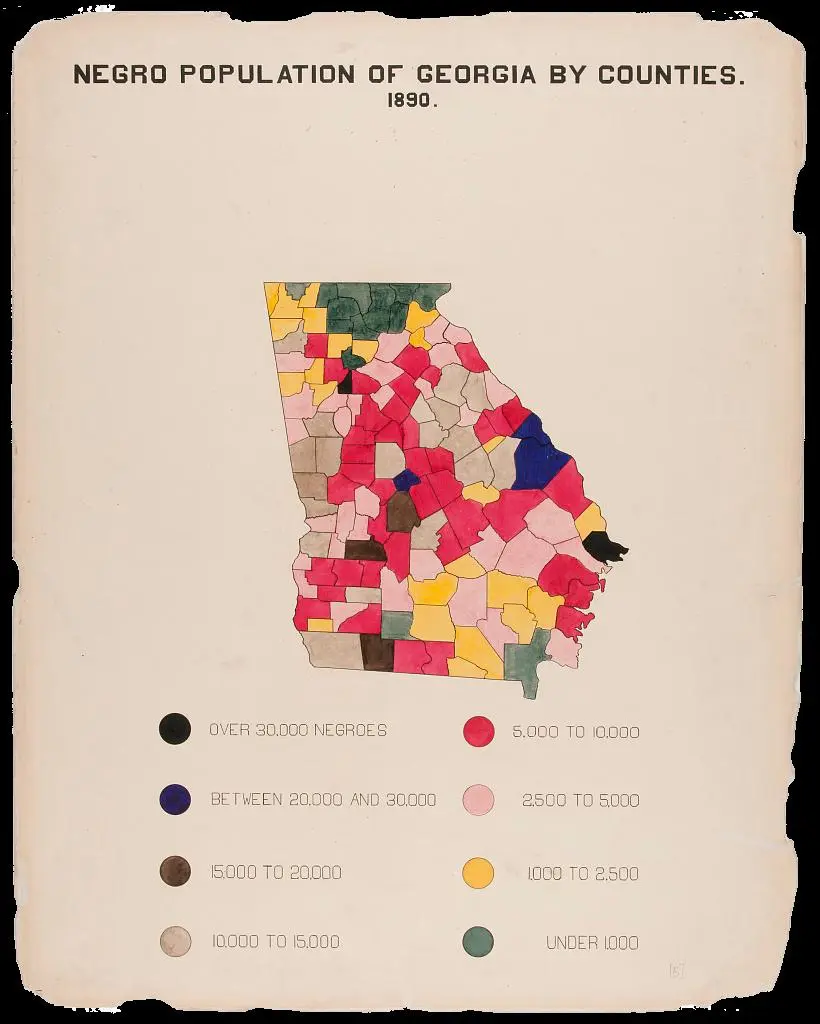 NEGRO POPULATION OF GEORGIA BY COUNTIES.
1890.
OVER 30,000 NEGROES
BETWEEN 20,000 AND 30,000
15,000 TO 20,000
10,000 TO 15,000
5,000 TO 10,000
2,500 TO 5,000
1,000 TO 2,500
UNDER 1,000